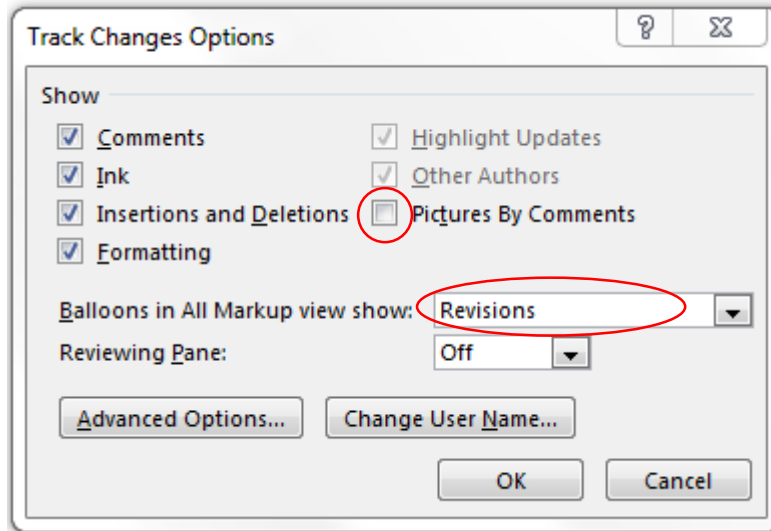 Track Changes Options
Show
Comments
Highlight Updates
Ink
Other Authors
Insertions and Deletions
Pictures By Comments
Formatting
Balloons in All Markup view show: Revisions
Reviewing Pane: Off
Advanced Options... Change User Name...
OK Cancel